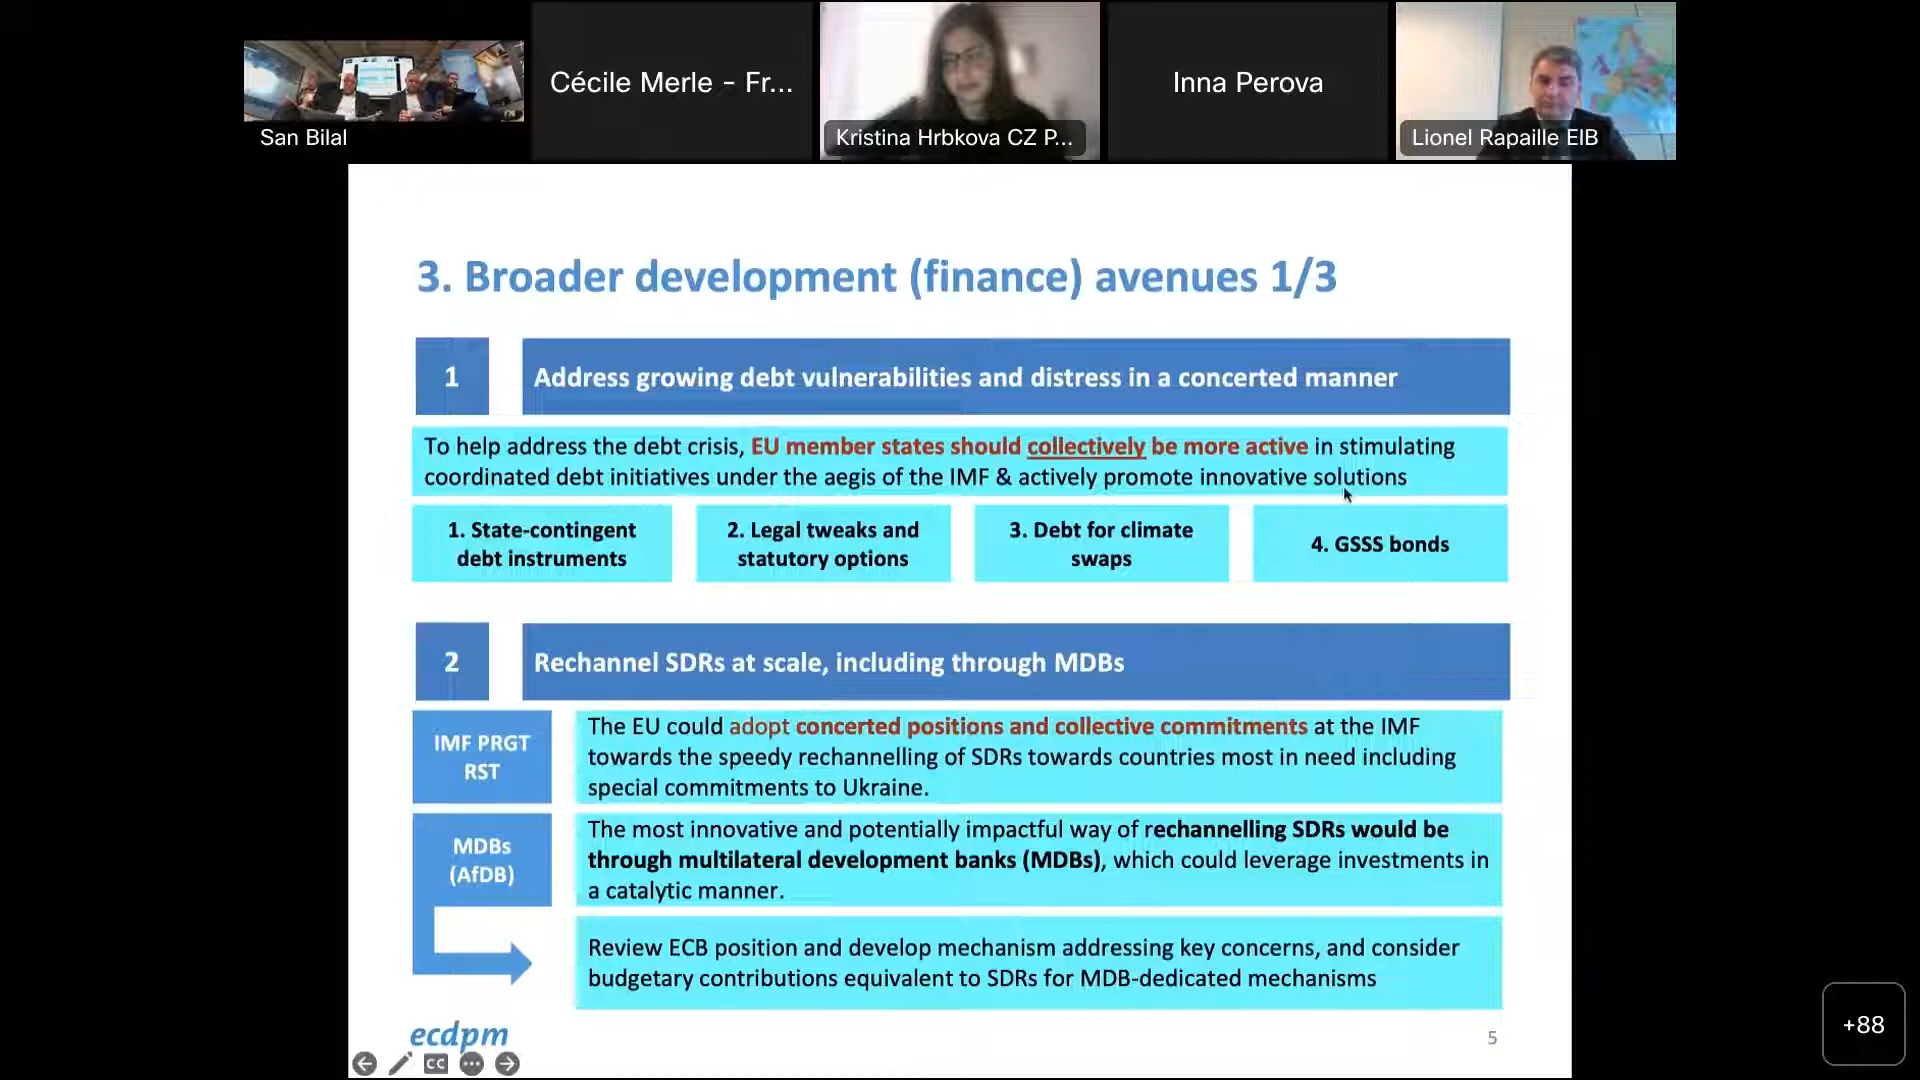 San Bilal
Cécile Merle - Fr...
Kristina Hrbkova CZ P...
Inna Perova
Lionel Rapaille EIB
3. Broader development (finance) avenues 1/3
1
Address growing debt vulnerabilities and distress in a concerted manner
To help address the debt crisis, EU member states should collectively be more active in stimulating
coordinated debt initiatives under the aegis of the IMF & actively promote innovative solutions
1. State-contingent
debt instruments
2. Legal tweaks and
statutory options
3. Debt for climate
swaps
4. GSSS bonds
2
Rechannel SDRs at scale, including through MDBs
IMF PRGT
RST
The EU could adopt concerted positions and collective commitments at the IMF
towards the speedy rechannelling of SDRs towards countries most in need including
special commitments to Ukraine.
MDBs
(AfDB)
The most innovative and potentially impactful way of rechannelling SDRs would be
through multilateral development banks (MDBs), which could leverage investments in
a catalytic manner.
Review ECB position and develop mechanism addressing key concerns, and consider
budgetary contributions equivalent to SDRs for MDB-dedicated mechanisms
ecdpm
5
CC
+88